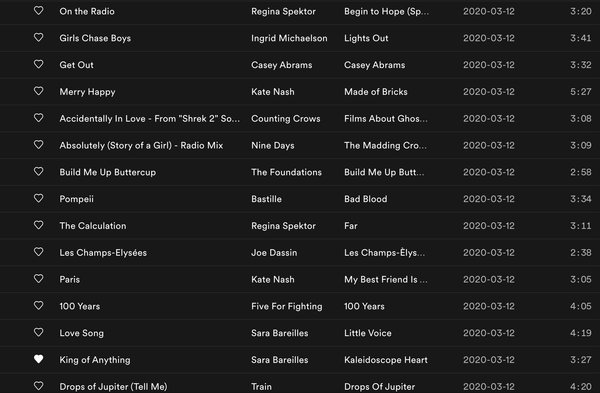 On the Radio Regina Spektor Begin to Hope (Sp... 2020-03-12 3:20
Girls Chase Boys Ingrid Michaelson Lights Out 2020-03-12 3:41
Get Out Casey Abrams Casey Abrams 2020-03-12 3:32
Merry Happy Kate Nash Made of Bricks 2020-03-12 5:27
Accidentally In Love - From "Shrek 2" So... Counting Crows Films About Ghos... 2020-03-12 3:08
Absolutely (Story of a Girl) - Radio Mix Nine Days The Madding Cro... 2020-03-12 3:09
Build Me Up Buttercup The Foundations Build Me Up Butt... 2020-03-12 2:58
Pompeii Bastille Bad Blood 2020-03-12 3:34
The Calculation Regina Spektor Far 2020-03-12 3:11
Les Champs-Elysées Joe Dassin Les Champs-Èlys... 2020-03-12 2:38
Paris Kate Nash My Best Friend Is ... 2020-03-12 3:05
100 Years Five For Fighting 100 Years 2020-03-12 4:05
Love Song Sara Bareilles Little Voice 2020-03-12 4:19
King of Anything Sara Bareilles Kaleidoscope Heart 2020-03-12 3:27
Drops of Jupiter (Tell Me) Train Drops Of Jupiter 2020-03-12 4:20